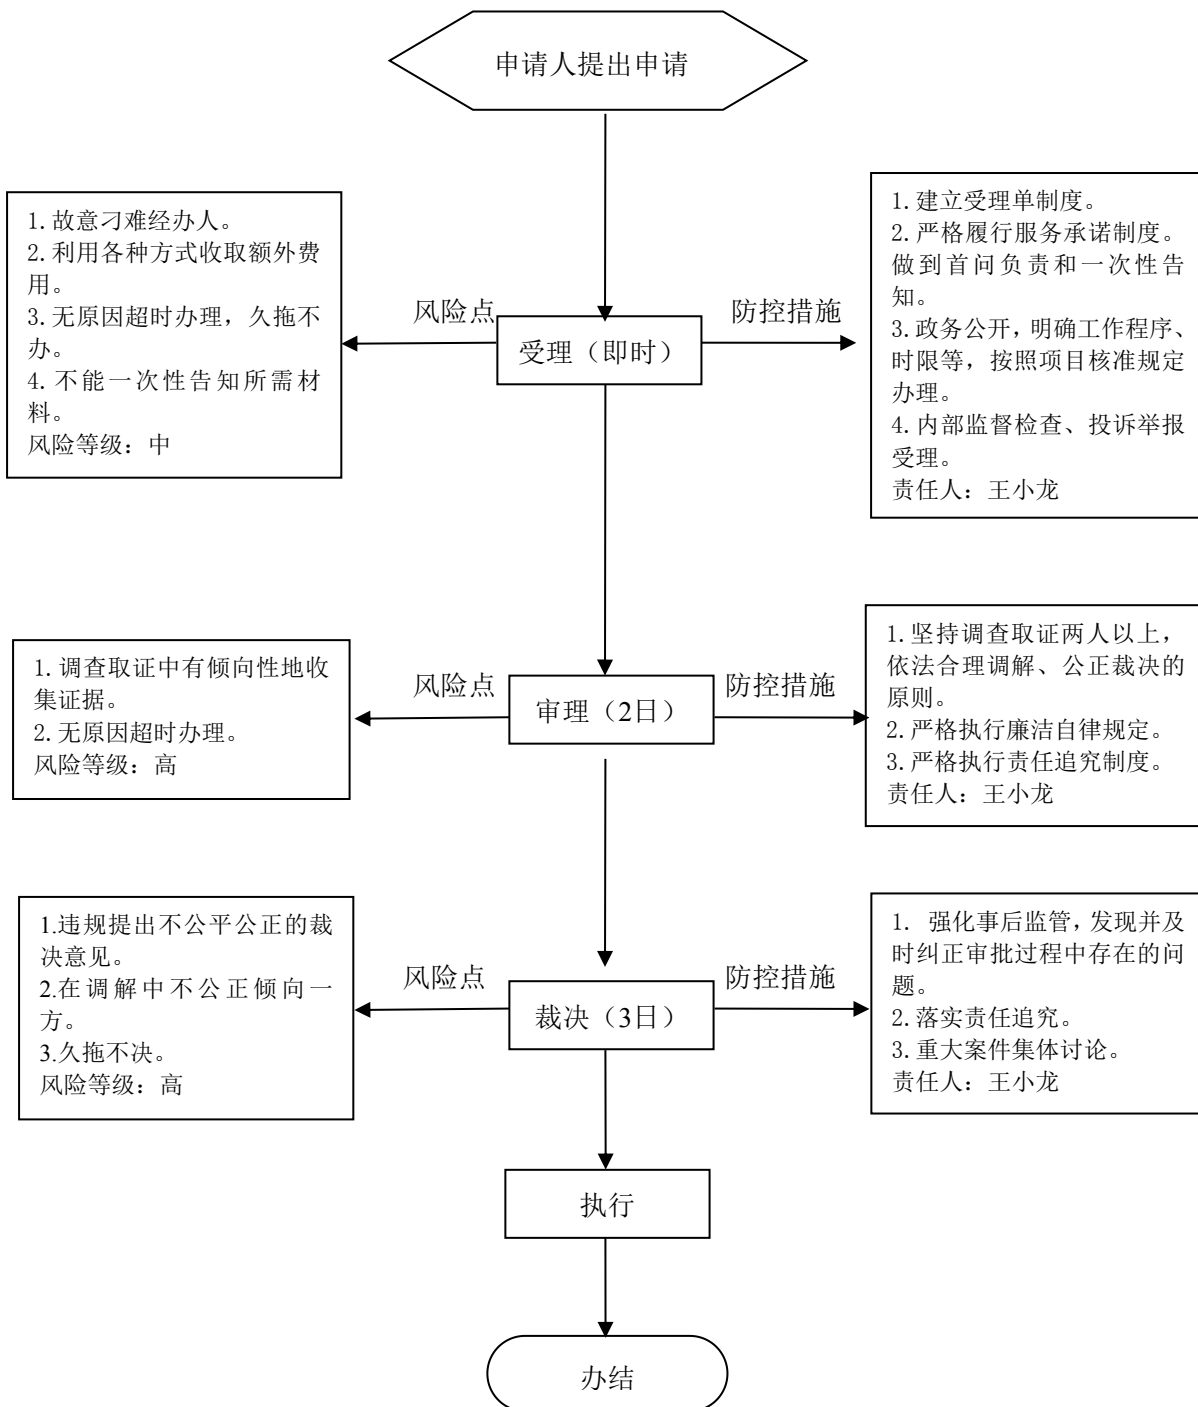 申请人提出申请
1.故意刁难经办人。
2.利用各种方式收取额外费
用。
3.无原因超时办理，久拖不
办。
4.不能一次性告知所需材
料。
风险等级：中
风险点
受理（即时）
防控措施
1.建立受理单制度。
2.严格履行服务承诺制度。
做到首问负责和一次性告
知。
3.政务公开，明确工作程序、
时限等，按照项目核准规定
办理。
4.内部监督检查、投诉举报
受理。
责任人：王小龙
1.调查取证中有倾向性地收
集证据。
2.无原因超时办理。
风险等级：高
风险点
审理（2日）
防控措施
1.坚持调查取证两人以上，
依法合理调解、公正裁决的
原则。
2.严格执行廉洁自律规定。
3.严格执行责任追究制度。
责任人：王小龙
1.违规提出不公平公正的裁
决意见。
2.在调解中不公正倾向一
方。
3.久拖不决。
风险等级：高
风险点
裁决（3日）
防控措施
1. 强化事后监管，发现并及
时纠正审批过程中存在的问
题。
2.落实责任追究。
3.重大案件集体讨论。
责任人：王小龙
执行
办结